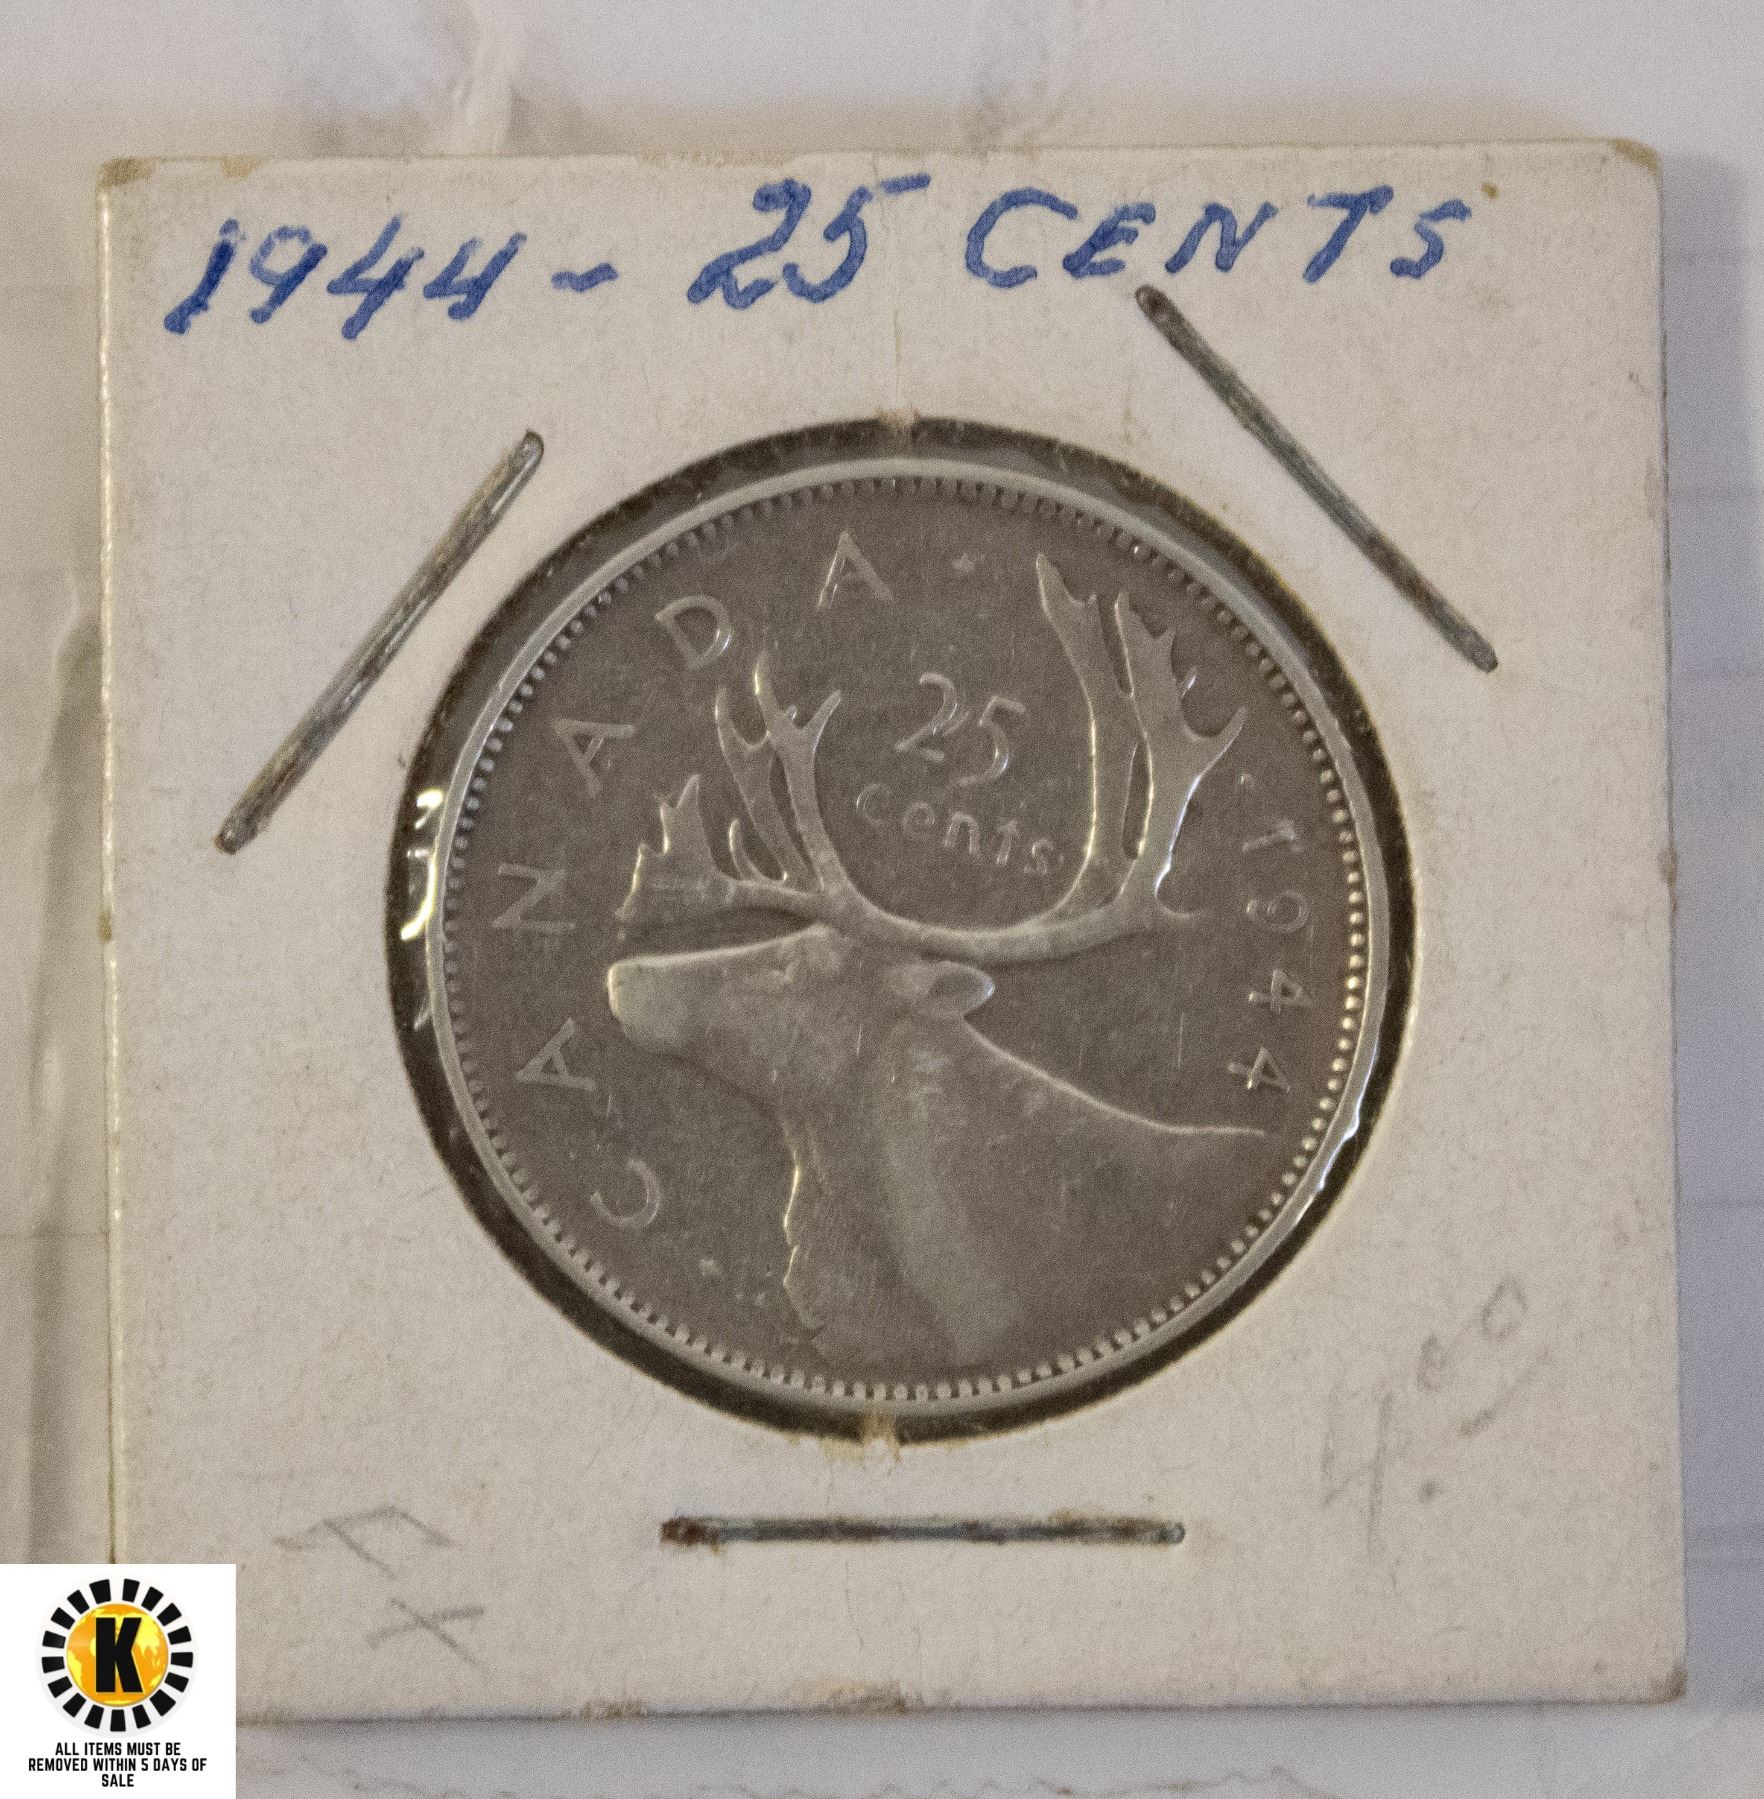 1944 - 25 CENTS
CANADA
25
cents
1944
4.00
K
ALL ITEMS MUST BE
REMOVED WITHIN 5 DAYS OF
SALE